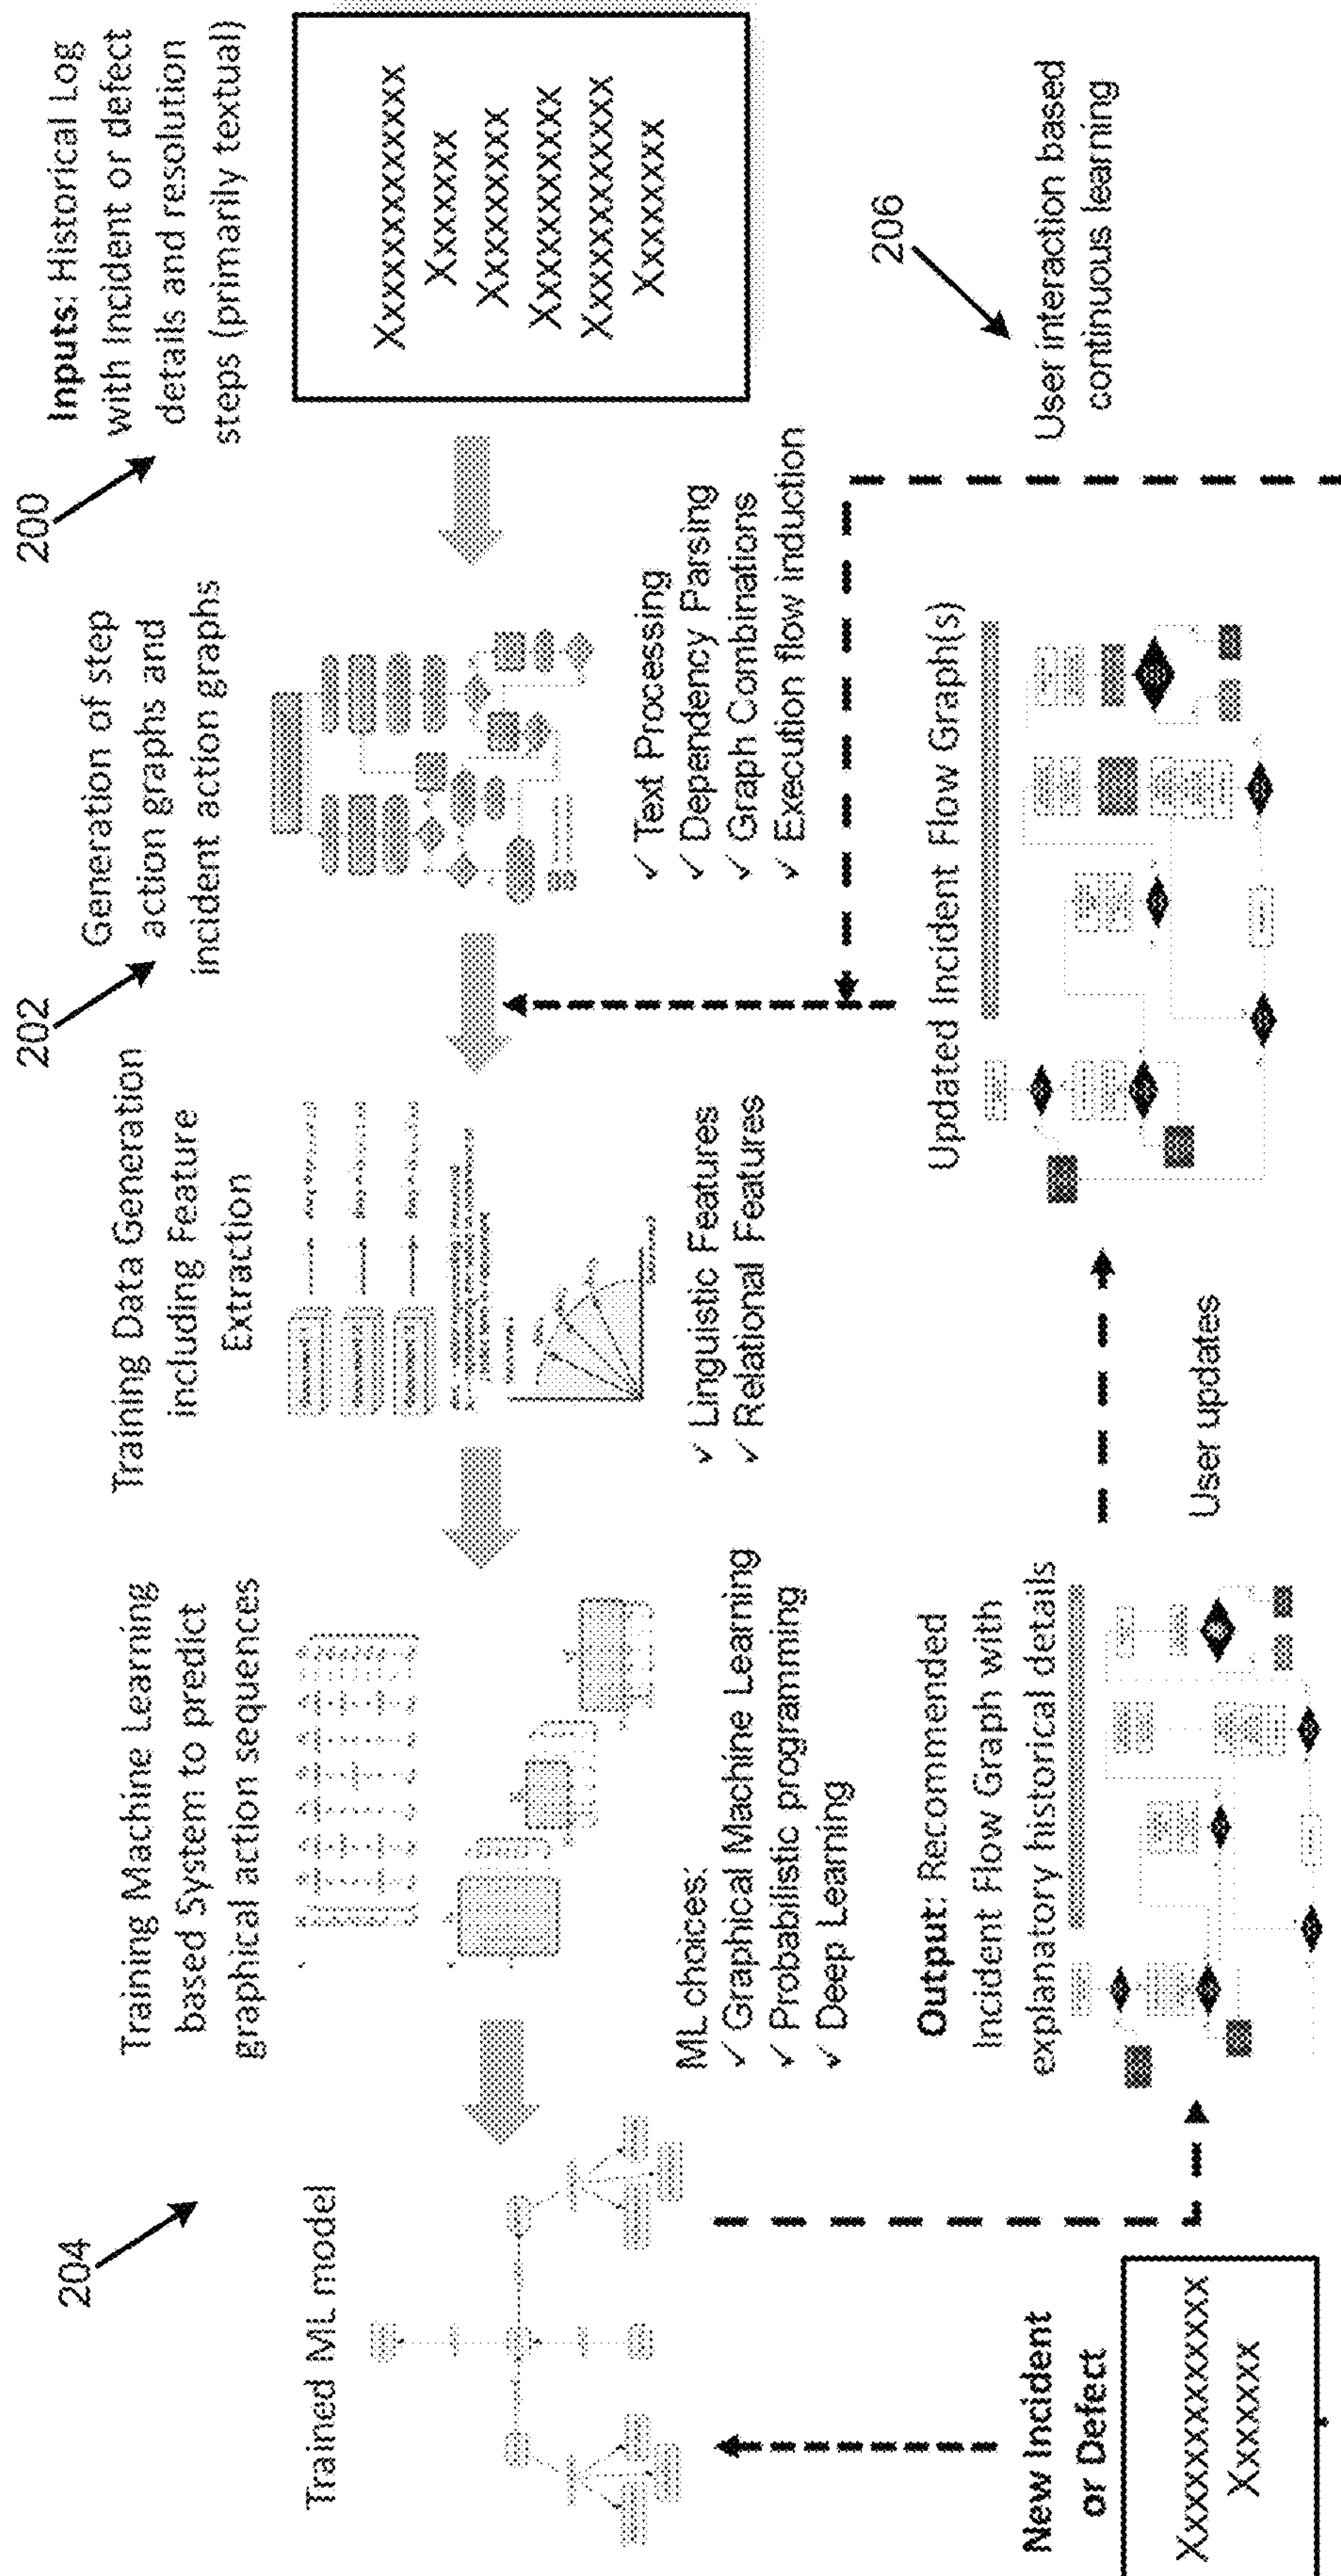 200
Inputs: Historical Log
with Incident or defect
details and resolution
steps (primarily textual)
Xxxxxxxxxxxxx
Xxxxxxx
Xxxxxxxxx
Xxxxxxxxxxx
Xxxxxxxxxxxx
Xxxxxxxx
202
Generation of step
action graphs and
incident action graphs
✓ Text Processing
✓ Dependency Parsing
✓ Graph Combinations
✓ Execution flow induction
Training Data Generation
including Feature
Extraction
✓ Linguistic Features
✓ Relational Features
Training Machine Learning
based System to predict
graphical action sequences
ML choices:
✓ Graphical Machine Learning
✓ Probabilistic programming
✓ Deep Learning
204
Trained ML model
New Incident
or Defect
Xxxxxxxxxxxxx
Xxxxxxx
Output: Recommended
Incident Flow Graph with
explanatory historical details
User updates
Updated Incident Flow Graph(s)
206
User interaction based
continuous learning